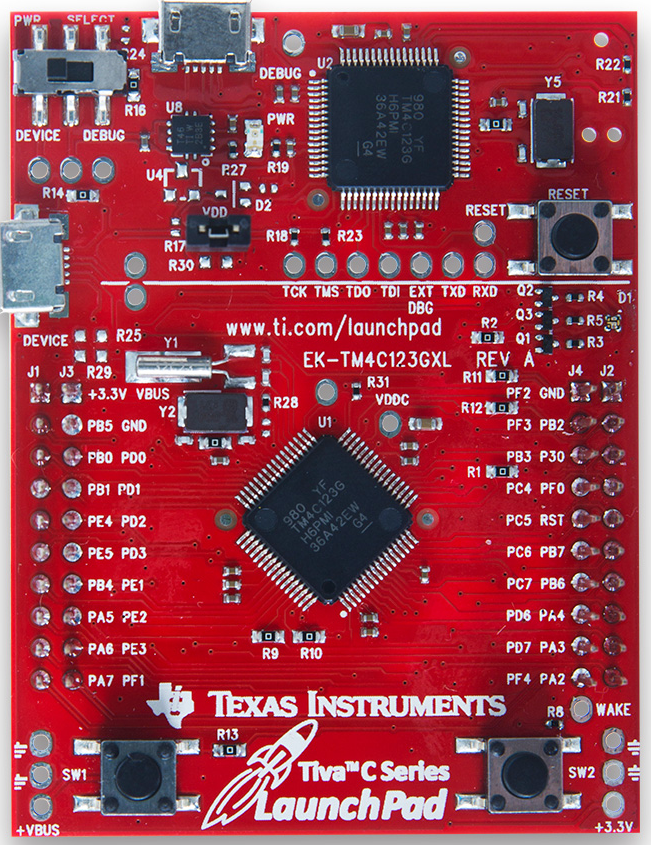 PWR SELECT
R24
R16
DEVICE DEBUG
DEBUG
U2
R22
R21
Y5
U8
PWR
R19
U4
R27
D2
R14
980 YF
TM4C123G
H6PMI
36A42EW
G4
VDD
R17
R30
R18
R23
RESET
RESET
TCK TMS TDO TDI EXT TXD RXD
DBG
Q2
R4
D1
Q3
R5
Q1
R3
www.ti.com/launchpad
R2
DEVICE
R25
Y1
EK-TM4C123GXL REV A
R29
R31
R11
J1 J3
J4 J2
+3.3V VBUS
PF2 GND
Y2
R28
VDDC
R12
PB5 GND
PF3 PB2
U1
PB0 PD0
PB3 P30
R1
PB1 PD1
PC4 PF0
PE4 PD2
PC5 RST
980 YF
TM4C123G
H6PMI
36A42EW
G4
PE5 PD3
PC6 PB7
PB4 PE1
PC7 PB6
PA5 PE2
PD6 PA4
PA6 PE3
PD7 PA3
R9 R10
PA7 PF1
PF4 PA2
TEXAS INSTRUMENTS
R8
WAKE
R13
SW1
SW2
Tiva™ C Series
LaunchPad
+VBUS
+3.3V